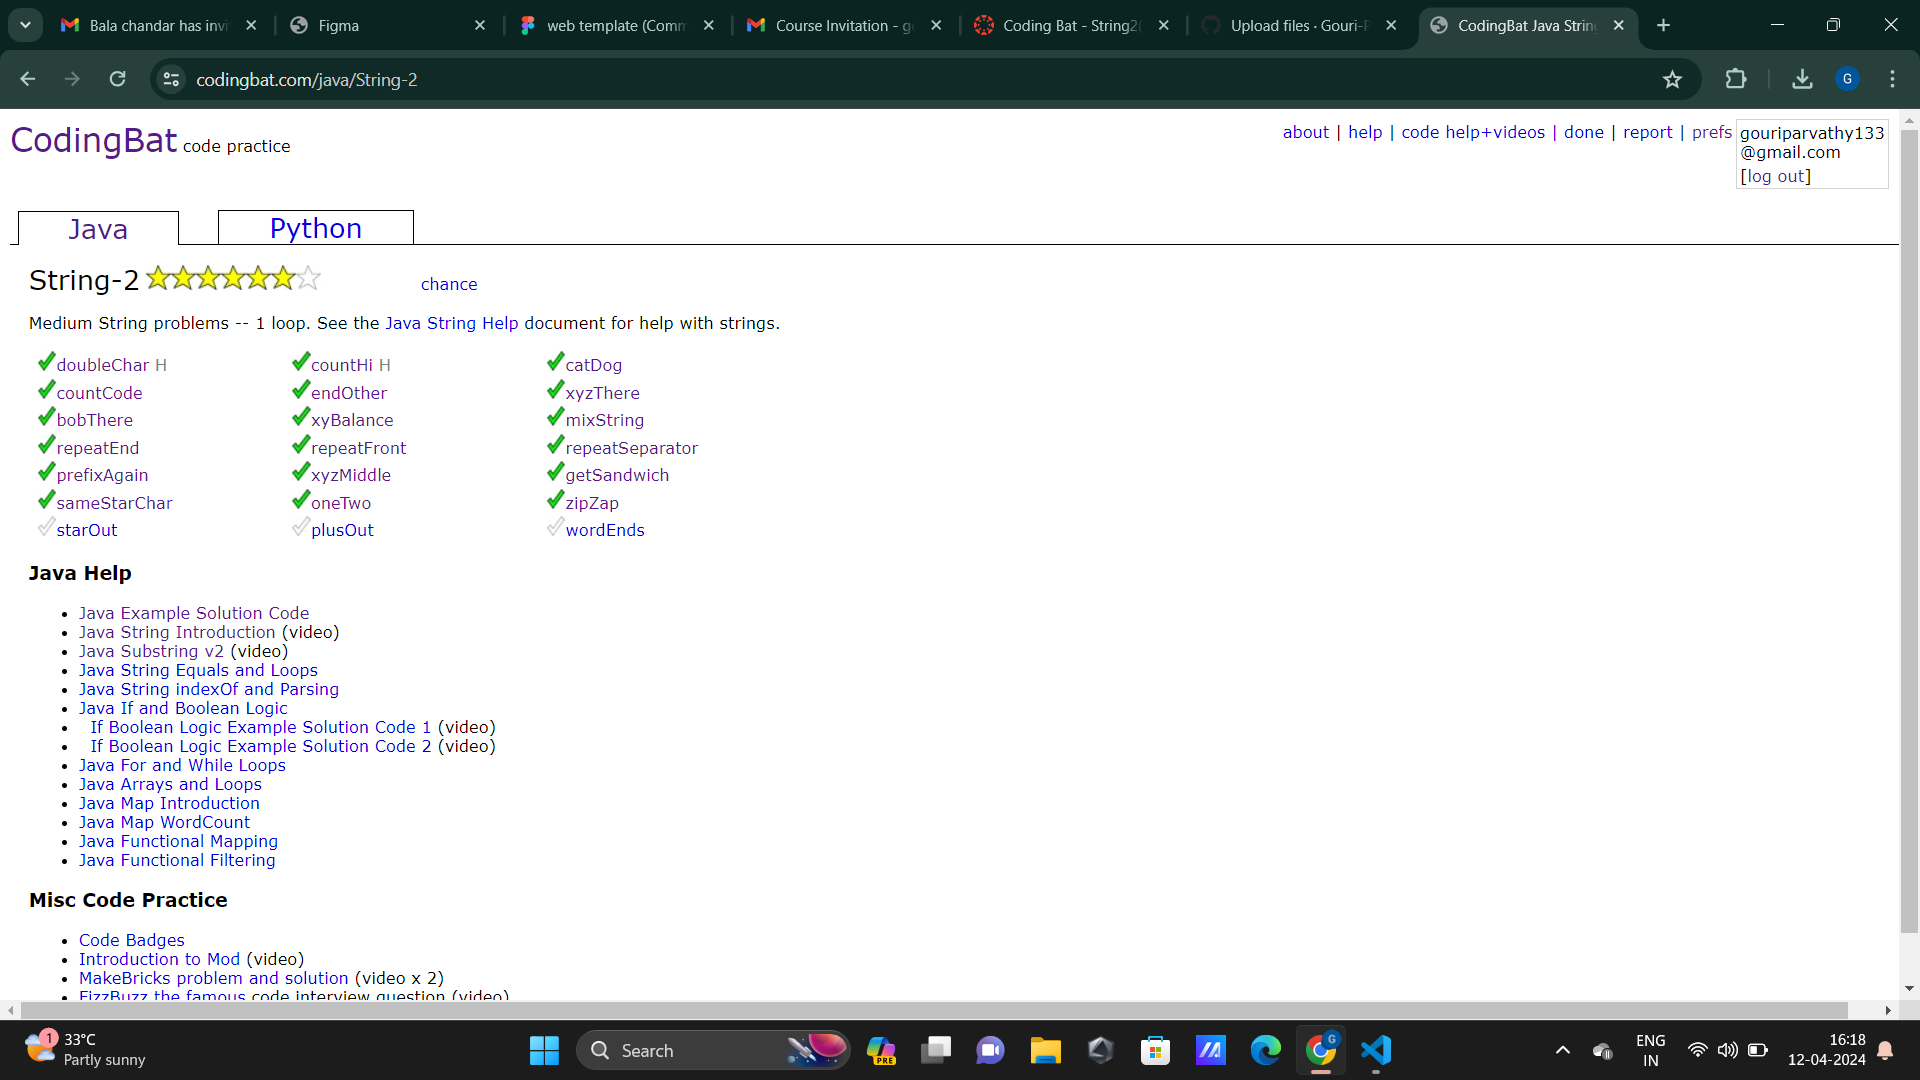 Bala chandar has invi
Figma
web template (Comm
Course Invitation - go
Coding Bat - String2(
Upload files · Gouri-P
CodingBat Java Strin
codingbat.com/java/String-2
G
CodingBat code practice
about | help | code help+videos | done | report | prefs
gouriparvathy133
@gmail.com
[log out]
Java
Python
String-2
chance
Medium String problems -- 1 loop. See the Java String Help document for help with strings.
doubleChar H countHi H catDog
countCode endOther xyzThere
bobThere xyBalance mixString
repeatEnd repeatFront repeatSeparator
prefixAgain xyzMiddle getSandwich
sameStarChar oneTwo zipZap
starOut plusOut wordEnds
Java Help
Java Example Solution Code
Java String Introduction (video)
Java Substring v2 (video)
Java String Equals and Loops
Java String indexOf and Parsing
Java If and Boolean Logic
If Boolean Logic Example Solution Code 1 (video)
If Boolean Logic Example Solution Code 2 (video)
Java For and While Loops
Java Arrays and Loops
Java Map Introduction
Java Map WordCount
Java Functional Mapping
Java Functional Filtering
Misc Code Practice
Code Badges
Introduction to Mod (video)
MakeBricks problem and solution (video x 2)
FizzBuzz the famous code interview question (video)
1
33°C
Partly sunny
Search
PRE
G
ENG
IN
16:18
12-04-2024